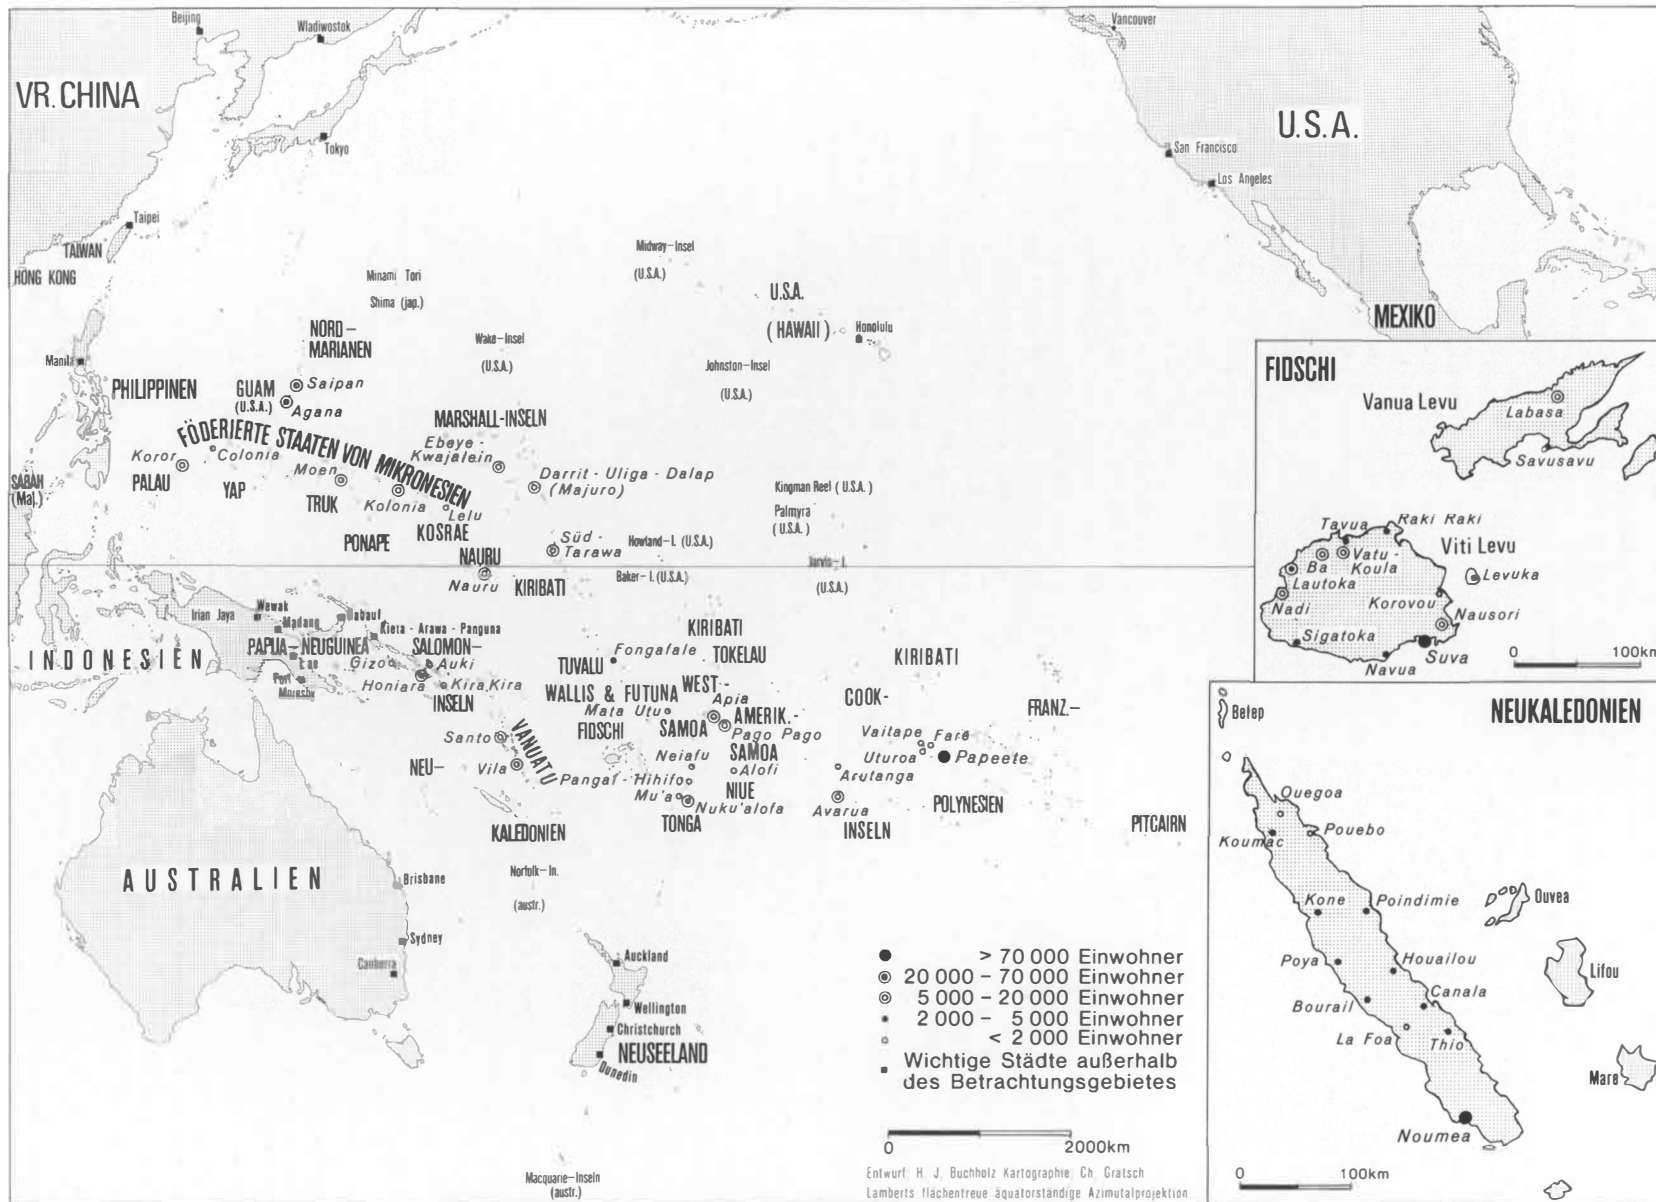 Beijing
Wladiwostok
Vancouver
VR. CHINA
U.S.A.
Tokyo
San Francisco
Los Angeles
Taipei
TAIWAN
HONG KONG
Midway-Insel
(U.S.A.)
Minami Tori
Shima (jap.)
U.S.A.
(HAWAII)
Honolulu
MEXIKO
NORD-
MARIANEN
Wake-Insel
(U.S.A.)
Johnston-Insel
(U.S.A.)
Manila
PHILIPPINEN
GUAM
(U.S.A.)
Saipan
Agana
MARSHALL-INSELN
FÖDERIERTE STAATEN VON MIKRONESIEN
Ebeye-
Kwajalein
Koror
Colonia
Moen
Darrit - Uliga - Dalap
(Majuro)
SABAH
(Mal.)
PALAU
YAP
TRUK
Kolonia
Lelu
Kingman Reef (U.S.A.)
Palmyra
(U.S.A.)
PONAPE
KOSRAE
Süd-
Tarawa
Howland-I. (U.S.A.)
NAURU
Nauru
KIRIBATI
Baker-I. (U.S.A.)
Jarvis-I.
(U.S.A.)
Irian Jaya
Wewak
Madang
Rabaul
Kieta - Arawa - Panguna
PAPUA-NEUGUINEA
SALOMON-
INDONESIEN
Lae
Gizo
Auki
Port
Moresby
Honiara
Kira Kira
INSELN
KIRIBATI
Fongafale
TUVALU
TOKELAU
KIRIBATI
WALLIS & FUTUNA
WEST-
Apia
COOK-
FRANZ.-
Mata Utu
AMERIK.-
FIDSCHI
SAMOA
Pago Pago
Vaitape
Fare
Santo
VANUATU
Neiafu
SAMOA
Uturoa
Papeete
NEU-
Vila
Pangai-Hihifo
Alofi
Arutanga
Mu'a
NIUE
Nuku'alofa
Avarua
POLYNESIEN
KALEDONIEN
TONGA
INSELN
PITCAIRN
AUSTRALIEN
Brisbane
Norfolk-In.
(austr.)
Sydney
Canberra
Auckland
Wellington
Christchurch
NEUSEELAND
Dunedin
Macquarie-Inseln
(austr.)
> 70 000 Einwohner
20 000 - 70 000 Einwohner
5 000 - 20 000 Einwohner
2 000 - 5 000 Einwohner
< 2 000 Einwohner
Wichtige Städte außerhalb
des Betrachtungsgebietes
0 2000km
Entwurf: H. J. Buchholz Kartographie: Ch. Grätsch
Lamberts flächentreue äquatorständige Azimutalprojektion
FIDSCHI
Vanua Levu
Labasa
Savusavu
Tavua
Raki Raki
Viti Levu
Ba
Vatu-
Koula
Lautoka
Levuka
Nadi
Korovou
Nausori
Sigatoka
Suva
Navua
0 100km
NEUKALEDONIEN
Belep
Ouegoa
Koumac
Pouebo
Kone
Poindimie
Ouvea
Poya
Houailou
Lifou
Bourail
Canala
La Foa
Thio
Mare
Noumea
0 100km